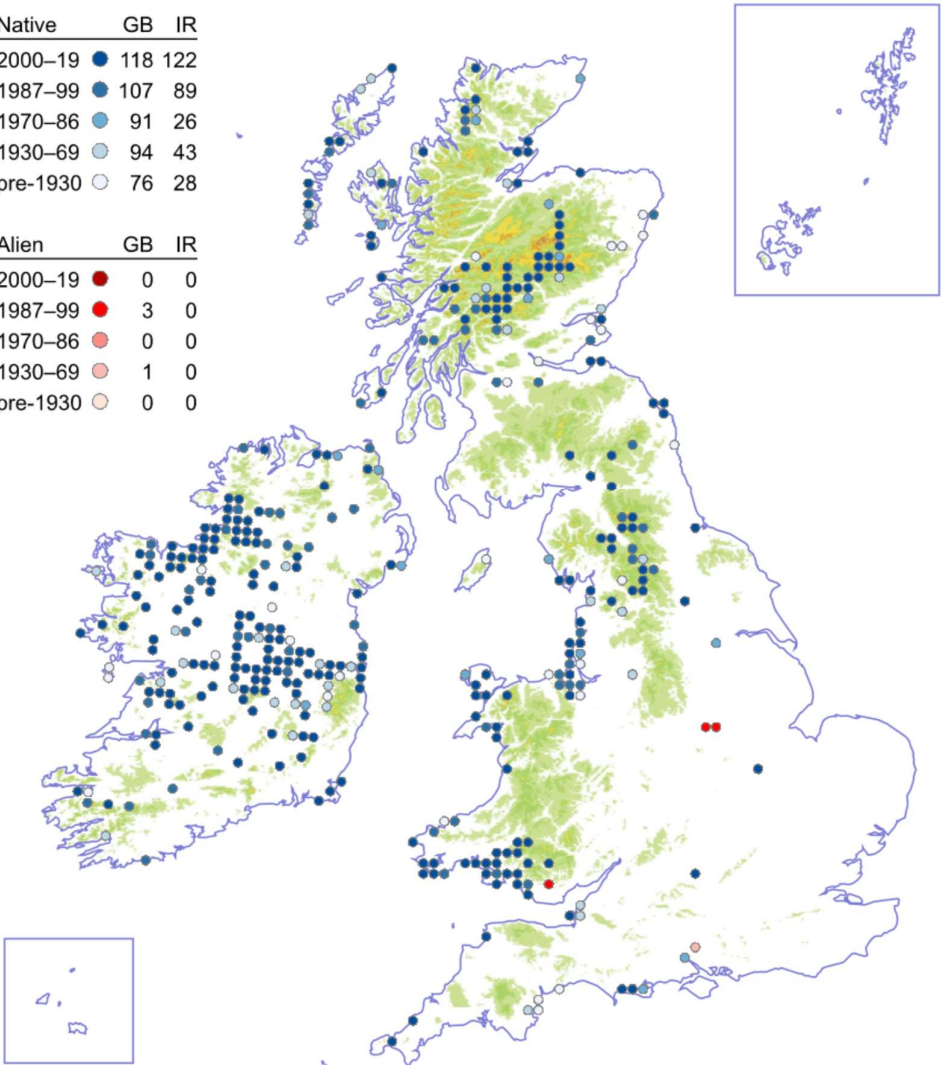 Native GB IR
2000–19 118 122
1987–99 107 89
1970–86 91 26
1930–69 94 43
pre-1930 76 28
Alien GB IR
2000–19 0 0
1987–99 3 0
1970–86 0 0
1930–69 1 0
pre-1930 0 0